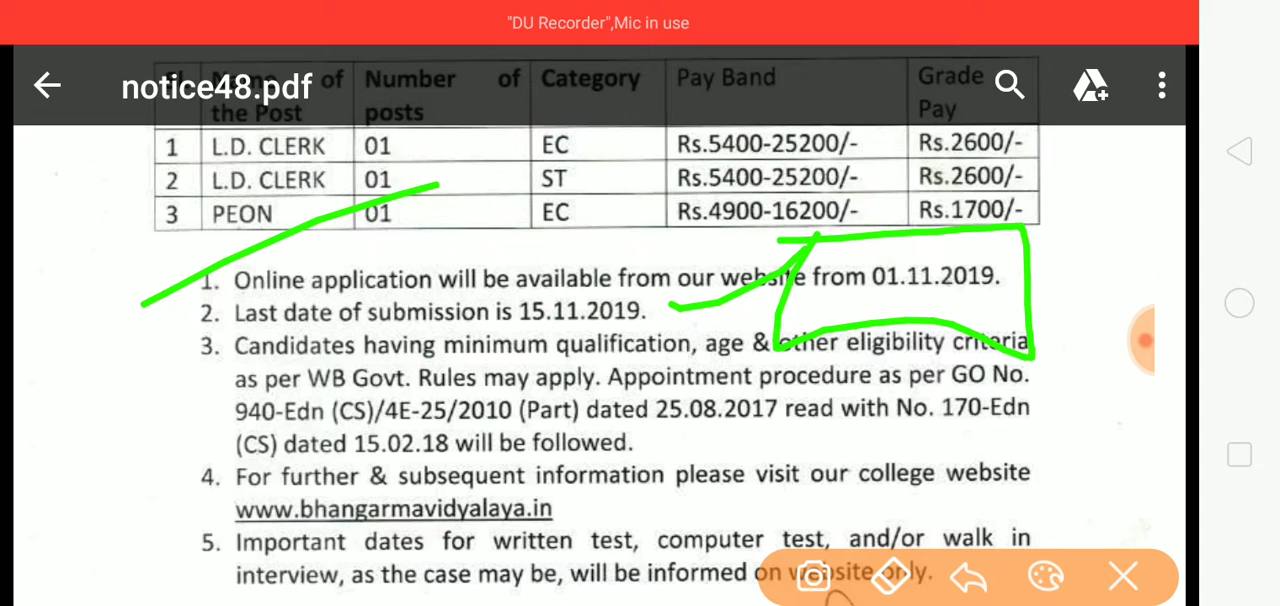 "DU Recorder",Mic in use
notice48.pdf
Name of the Post Number of posts Category Pay Band Grade Pay
1 L.D. CLERK 01 EC Rs.5400-25200/- Rs.2600/-
2 L.D. CLERK 01 ST Rs.5400-25200/- Rs.2600/-
3 PEON 01 EC Rs.4900-16200/- Rs.1700/-
1. Online application will be available from our website from 01.11.2019.
2. Last date of submission is 15.11.2019.
3. Candidates having minimum qualification, age & other eligibility criteria
as per WB Govt. Rules may apply. Appointment procedure as per GO No.
940-Edn (CS)/4E-25/2010 (Part) dated 25.08.2017 read with No. 170-Edn
(CS) dated 15.02.18 will be followed.
4. For further & subsequent information please visit our college website
www.bhangarmavidyalaya.in
5. Important dates for written test, computer test, and/or walk in
interview, as the case may be, will be informed on website only.